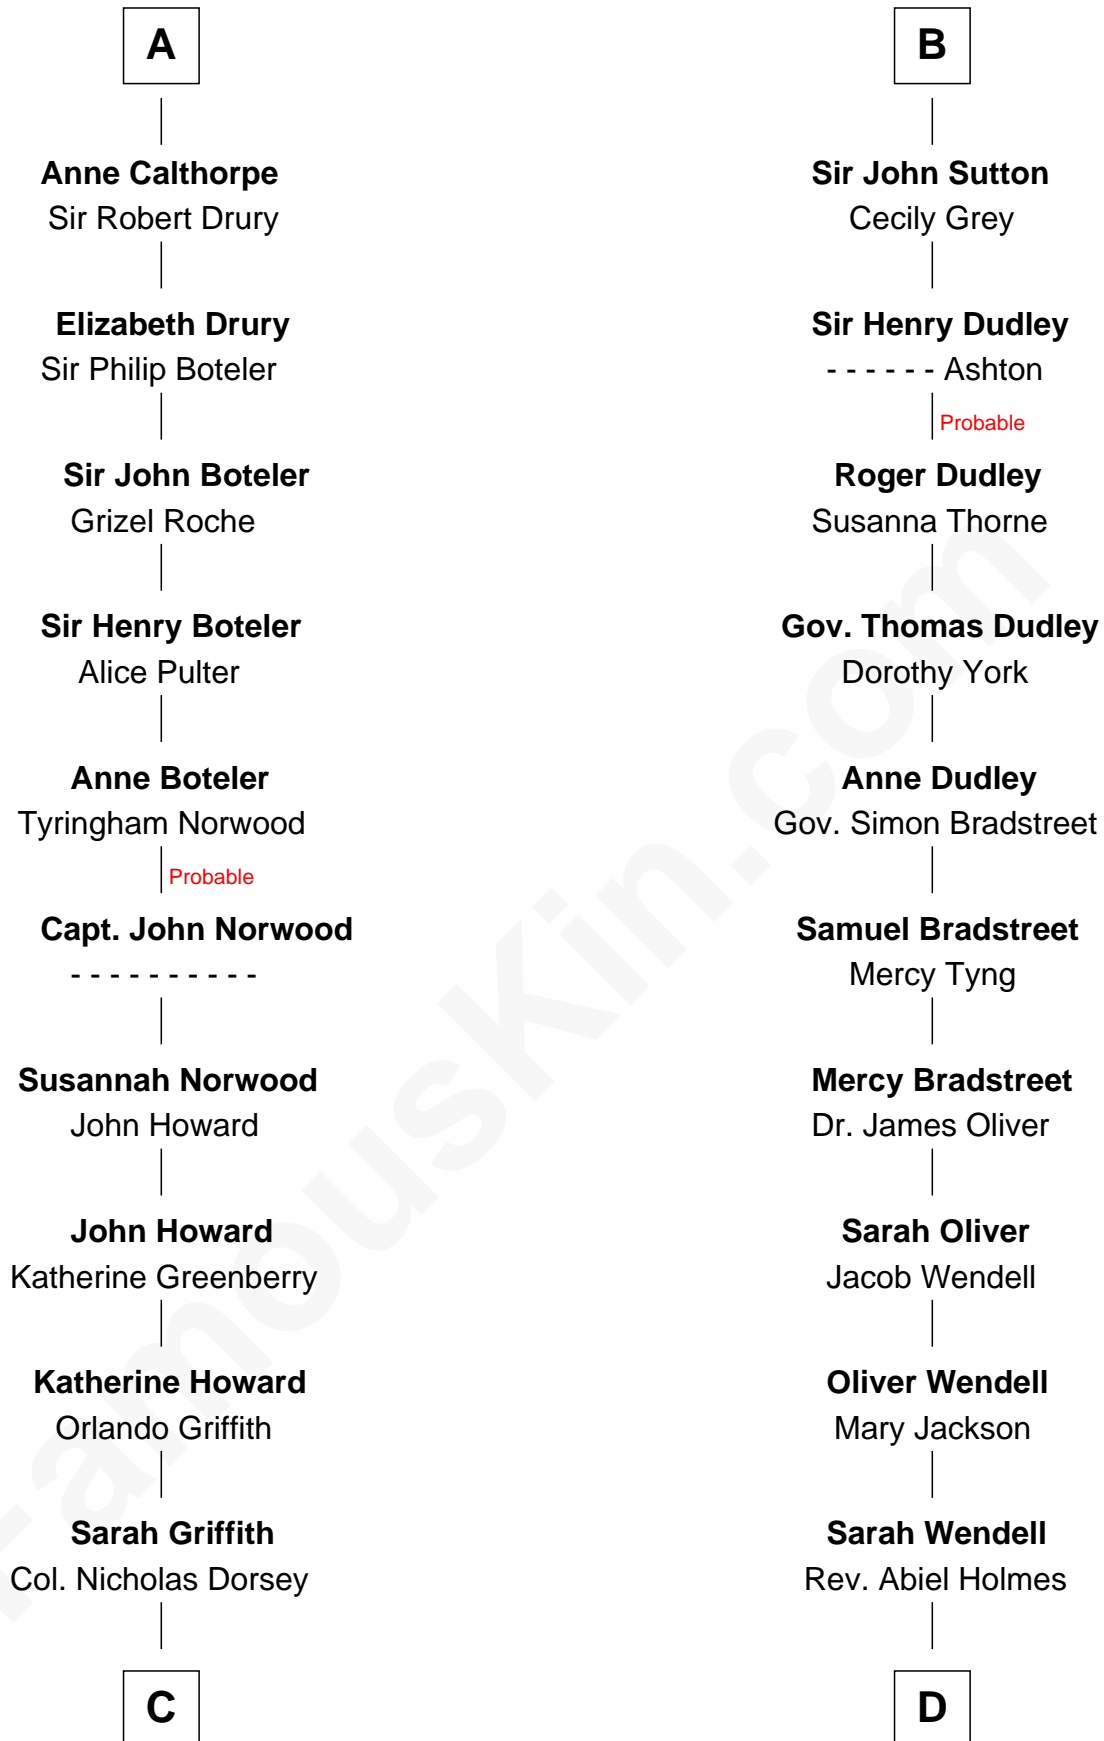 A
Anne Calthorpe
Sir Robert Drury
Elizabeth Drury
Sir Philip Boteler
Sir John Boteler
Grizel Roche
Sir Henry Boteler
Alice Pulter
Anne Boteler
Tyringham Norwood
Probable
Capt. John Norwood
- - - - - - - - - -
Susannah Norwood
John Howard
John Howard
Katherine Greenberry
Katherine Howard
Orlando Griffith
Sarah Griffith
Col. Nicholas Dorsey
C
B
Sir John Sutton
Cecily Grey
Sir Henry Dudley
- - - - - - Ashton
Probable
Roger Dudley
Susanna Thorne
Gov. Thomas Dudley
Dorothy York
Anne Dudley
Gov. Simon Bradstreet
Samuel Bradstreet
Mercy Tyng
Mercy Bradstreet
Dr. James Oliver
Sarah Oliver
Jacob Wendell
Oliver Wendell
Mary Jackson
Sarah Wendell
Rev. Abiel Holmes
D
FamousKin.com